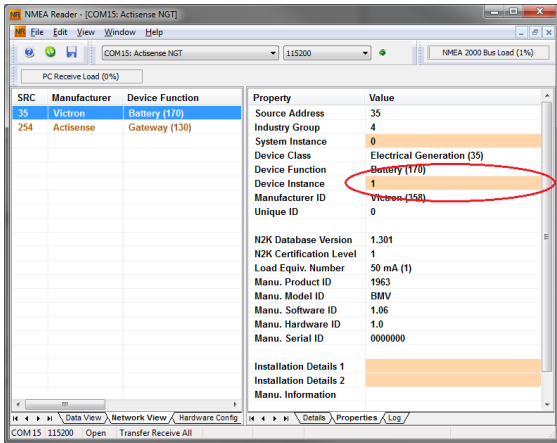 NMEA Reader - [COM15: Actisense NGT]
File Edit View Window Help
COM15: Actisense NGT 115200 NMEA 2000 Bus Load (1%)
PC Receive Load (0%)
SRC Manufacturer Device Function
35 Victron Battery (170)
254 Actisense Gateway (130)
Property Value
Source Address 35
Industry Group 4
System Instance 0
Device Class Electrical Generation (35)
Device Function Battery (170)
Device Instance 1
Manufacturer ID Victron (358)
Unique ID 0
N2K Database Version 1.301
N2K Certification Level 1
Load Equiv. Number 50 mA (1)
Manu. Product ID 1963
Manu. Model ID BMV
Manu. Software ID 1.06
Manu. Hardware ID 1.0
Manu. Serial ID 0000000
Installation Details 1
Installation Details 2
Manu. Information
Data View Network View Hardware Config
Details Properties Log
COM 15 115200 Open Transfer Receive All